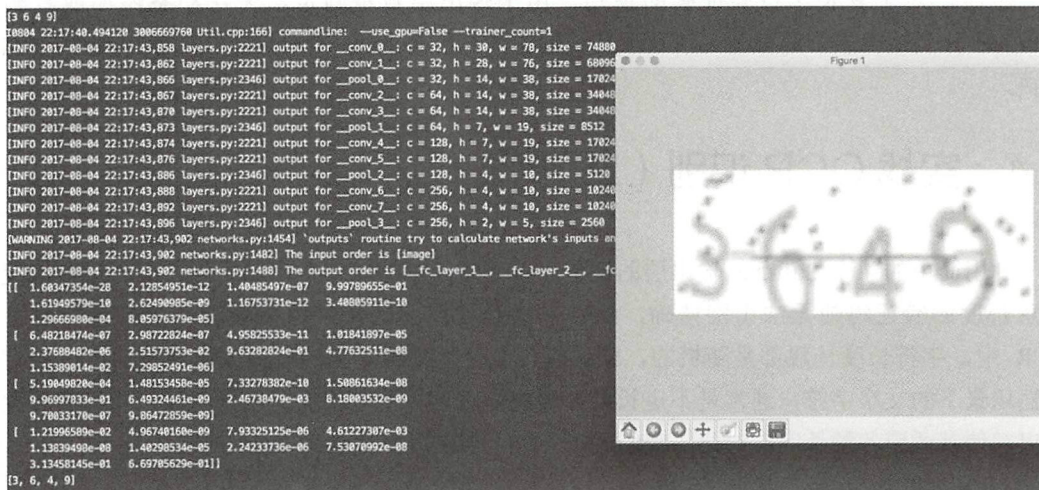 [3 6 4 9]
I0804 22:17:40.494120 3006669760 Util.cpp:166] commandline: --use_gpu=False --trainer_count=1
[INFO 2017-08-04 22:17:43,858 layers.py:2221] output for __conv_0__: c = 32, h = 30, w = 78, size = 74880
[INFO 2017-08-04 22:17:43,862 layers.py:2221] output for __conv_1__: c = 32, h = 28, w = 76, size = 68096
[INFO 2017-08-04 22:17:43,866 layers.py:2346] output for __pool_0__: c = 32, h = 14, w = 38, size = 17024
[INFO 2017-08-04 22:17:43,867 layers.py:2221] output for __conv_2__: c = 64, h = 14, w = 38, size = 34048
[INFO 2017-08-04 22:17:43,870 layers.py:2221] output for __conv_3__: c = 64, h = 14, w = 38, size = 34048
[INFO 2017-08-04 22:17:43,873 layers.py:2346] output for __pool_1__: c = 64, h = 7, w = 19, size = 8512
[INFO 2017-08-04 22:17:43,874 layers.py:2221] output for __conv_4__: c = 128, h = 7, w = 19, size = 17024
[INFO 2017-08-04 22:17:43,876 layers.py:2221] output for __conv_5__: c = 128, h = 7, w = 19, size = 17024
[INFO 2017-08-04 22:17:43,886 layers.py:2346] output for __pool_2__: c = 128, h = 4, w = 10, size = 5120
[INFO 2017-08-04 22:17:43,888 layers.py:2221] output for __conv_6__: c = 256, h = 4, w = 10, size = 10240
[INFO 2017-08-04 22:17:43,892 layers.py:2221] output for __conv_7__: c = 256, h = 4, w = 10, size = 10240
[INFO 2017-08-04 22:17:43,896 layers.py:2346] output for __pool_3__: c = 256, h = 2, w = 5, size = 2560
[WARNING 2017-08-04 22:17:43,902 networks.py:1454] `outputs` routine try to calculate network's inputs an
[INFO 2017-08-04 22:17:43,902 networks.py:1482] The input order is [image]
[INFO 2017-08-04 22:17:43,902 networks.py:1488] The output order is [__fc_layer_1__, __fc_layer_2__, __fc
[[ 1.60347354e-28 2.12854951e-12 1.40485497e-07 9.99789655e-01
1.61949579e-10 2.62490985e-09 1.16753731e-12 3.40805911e-10
1.29666980e-04 8.05976379e-05]
[ 6.48218474e-07 2.98722824e-07 4.95825533e-11 1.01841897e-05
2.37688482e-06 2.51573753e-02 9.63282824e-01 4.77632511e-08
1.15389014e-02 7.29852491e-06]
[ 5.19049820e-04 1.48153458e-05 7.33278382e-10 1.50861634e-08
9.96997833e-01 6.49324461e-09 2.46738479e-03 8.18003532e-09
9.70033170e-07 9.86472859e-09]
[ 1.21996589e-02 4.96740160e-09 7.93325125e-06 4.61227307e-03
1.13839498e-08 1.40298534e-05 2.24233736e-06 7.53070992e-08
3.13458145e-01 6.69705629e-01]]
[3, 6, 4, 9]
Figure 1
3 6 4 9